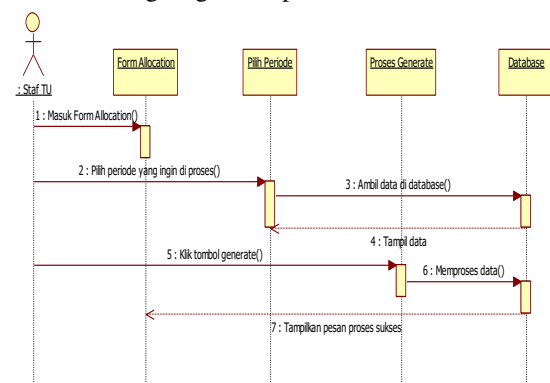 : Staf TU
Form Allocation
Pilih Periode
Proses Generate
Database
1 : Masuk Form Allocation()
2 : Pilih periode yang ingin di proses()
3 : Ambil data di database()
4 : Tampil data
5 : Klik tombol generate()
6 : Memproses data()
7 : Tampilkan pesan proses sukses